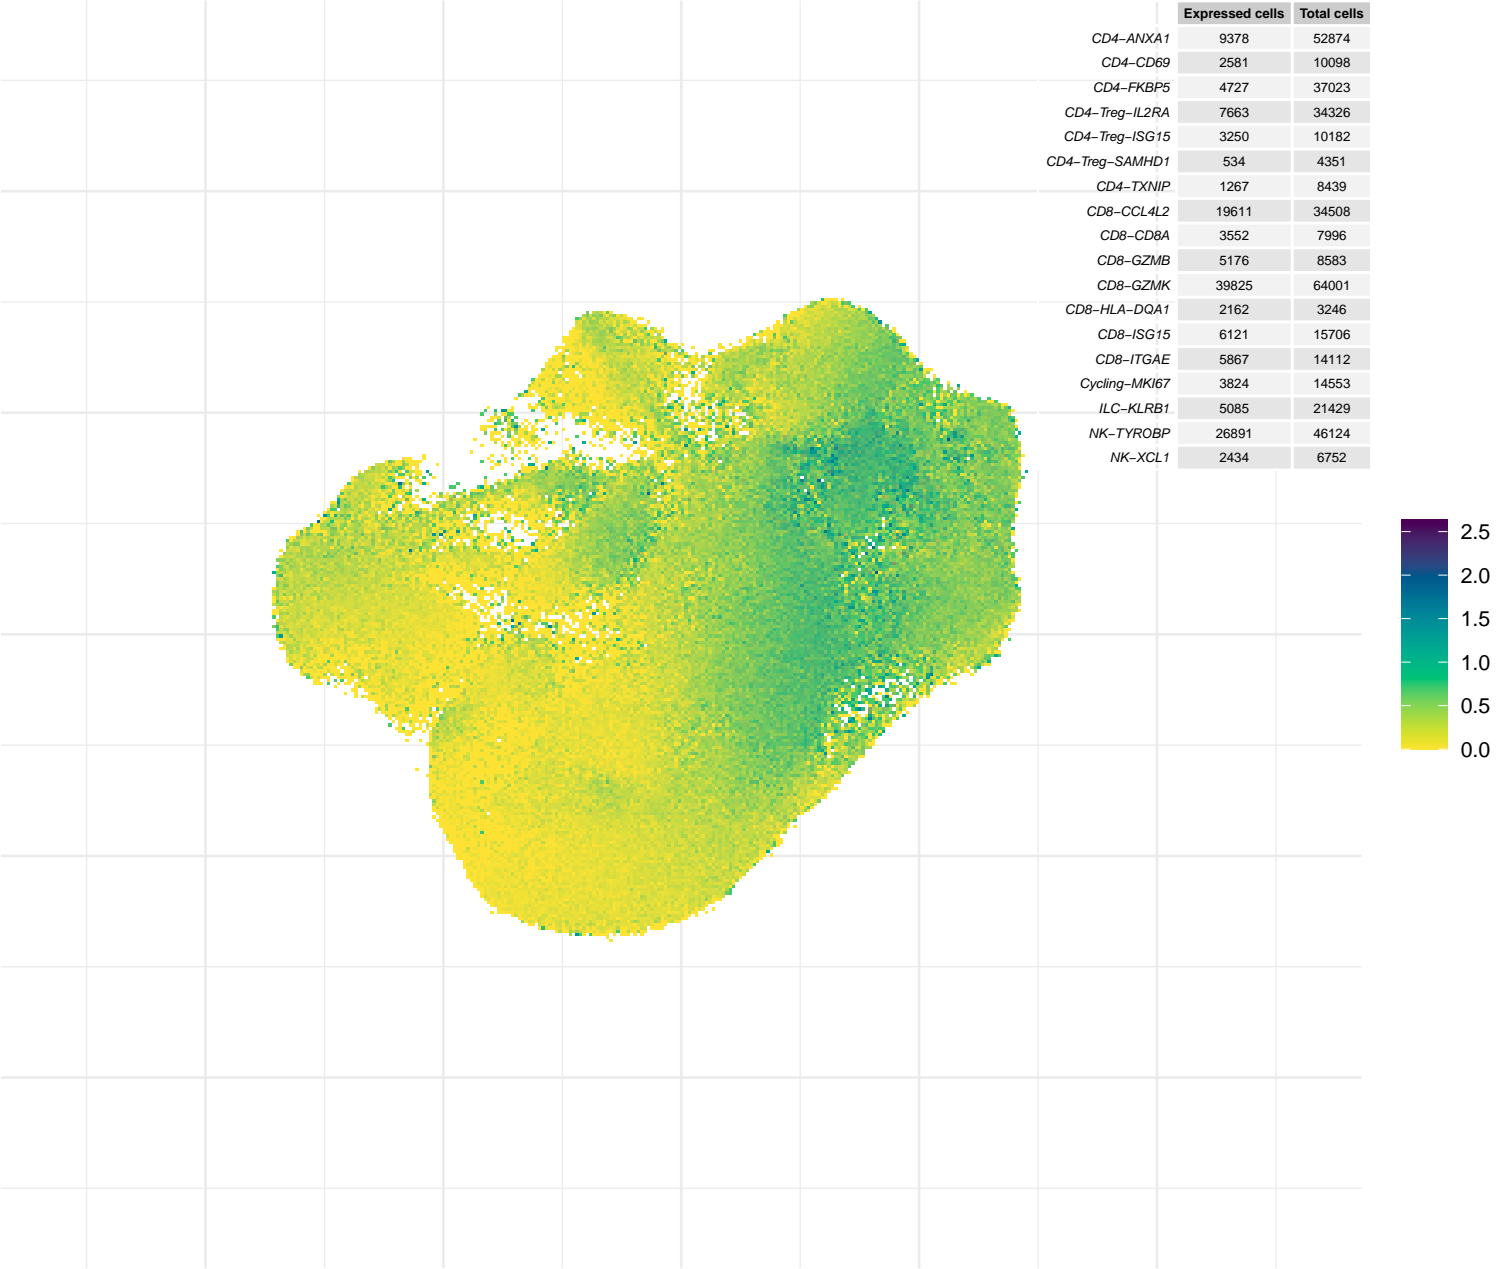 Expressed cells Total cells
CD4−ANXA1 9378 52874
CD4−CD69 2581 10098
CD4−FKBP5 4727 37023
CD4−Treg−IL2RA 7663 34326
CD4−Treg−ISG15 3250 10182
CD4−Treg−SAMHD1 534 4351
CD4−TXNIP 1267 8439
CD8−CCL4L2 19611 34508
CD8−CD8A 3552 7996
CD8−GZMB 5176 8583
CD8−GZMK 39825 64001
CD8−HLA−DQA1 2162 3246
CD8−ISG15 6121 15706
CD8−ITGAE 5867 14112
Cycling−MKI67 3824 14553
ILC−KLRB1 5085 21429
NK−TYROBP 26891 46124
NK−XCL1 2434 6752
2.5
2.0
1.5
1.0
0.5
0.0